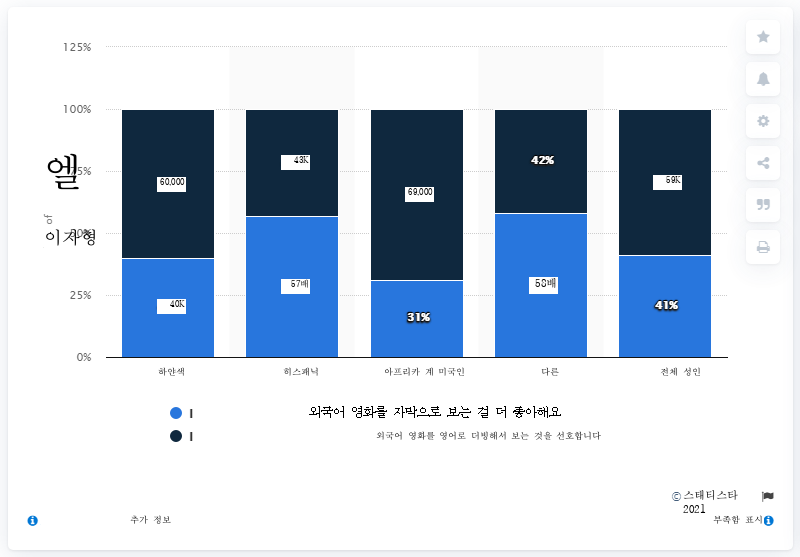 125%
100%
엘
75%
of
이자형
50%
25%
0%
60,000
43K
69,000
42%
59K
40K
57배
31%
58배
41%
하얀색
히스패닉
아프리카 계 미국인
다른
전체 성인
외국어 영화를 자막으로 보는 걸 더 좋아해요
외국어 영화를 영어로 더빙해서 보는 것을 선호합니다
© 스태티스타
2021
추가 정보
부족함 표시